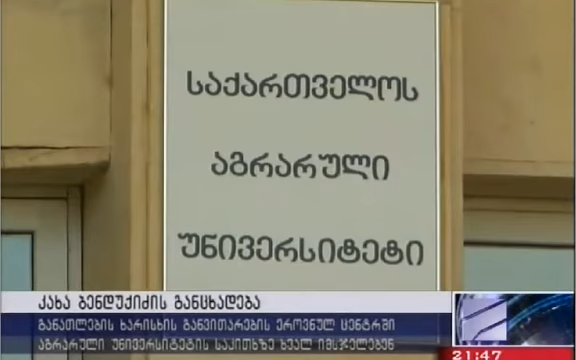 საქართველოს
აგრარული
უნივერსიტეტი
კახა ბენდუქიძის განცხადება
განათლების ხარისხის განვითარების ეროვნულ ცენტრში
აგრარული უნივერსიტეტის საკითხზე ხვალ იმსჯელებენ
21:47